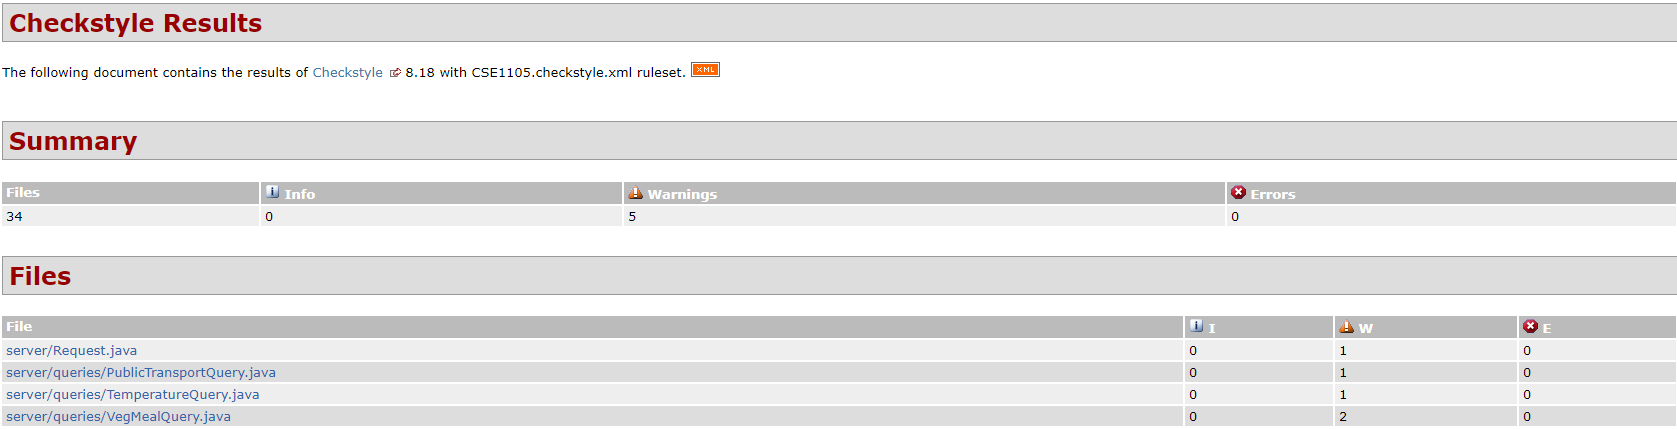 Checkstyle Results
The following document contains the results of Checkstyle 8.18 with CSE1105.checkstyle.xml ruleset. XML
Summary
Files Info Warnings Errors
34 0 5 0
Files
File I W E
server/Request.java 0 1 0
server/queries/PublicTransportQuery.java 0 1 0
server/queries/TemperatureQuery.java 0 1 0
server/queries/VegMealQuery.java 0 2 0